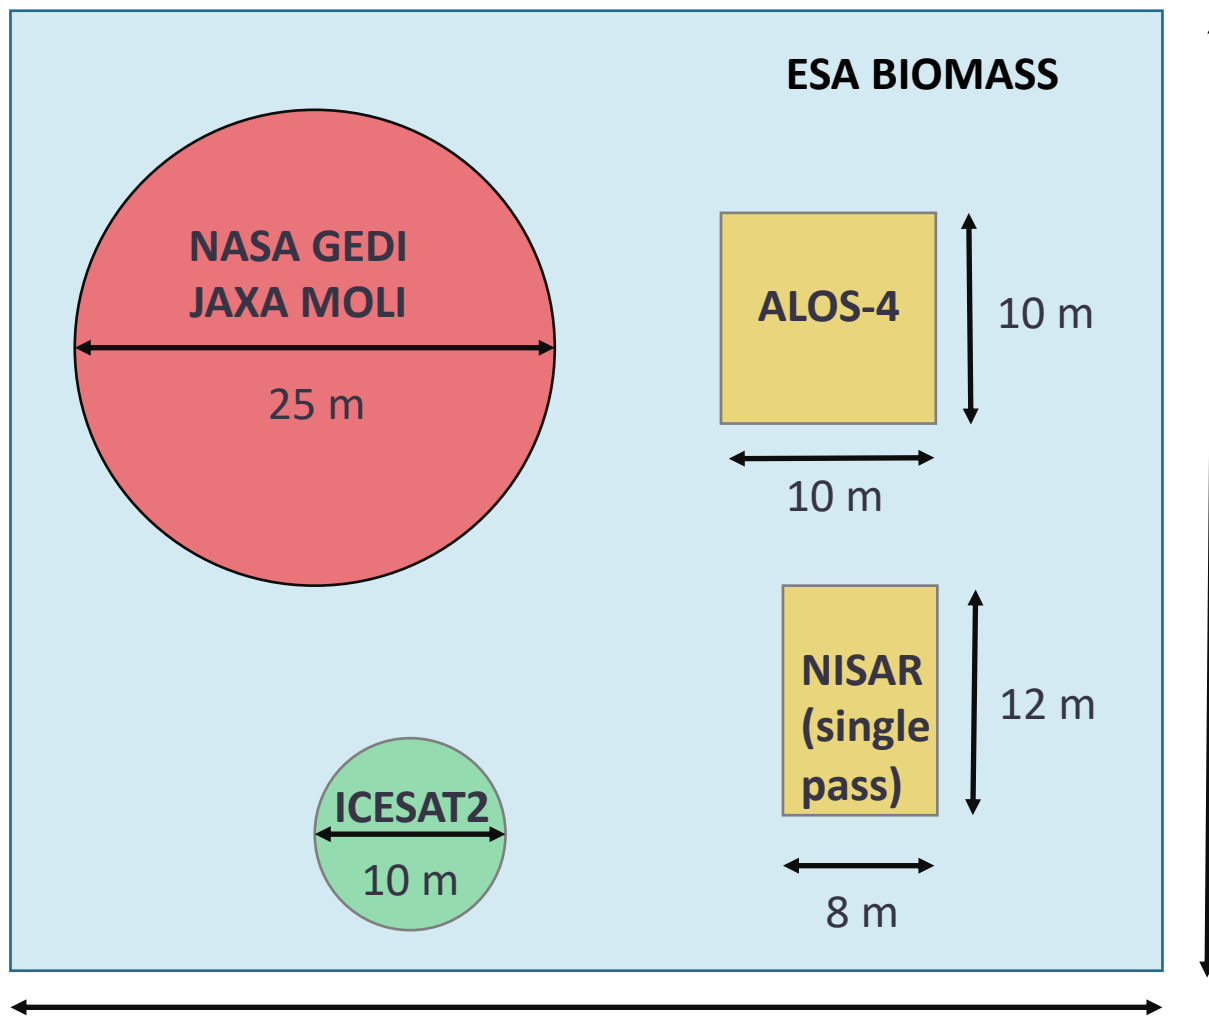 ESA BIOMASS
NASA GEDI
JAXA MOLI
25 m
ALOS-4
10 m
10 m
NISAR
(single
pass)
12 m
8 m
ICESAT2
10 m